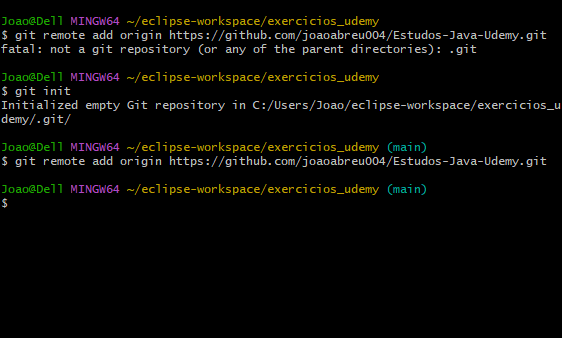 Joao@Dell MINGW64 ~/eclipse-workspace/exercicios_udemy
$ git remote add origin https://github.com/joaoabreu004/Estudos-Java-Udemy.git
fatal: not a git repository (or any of the parent directories): .git
Joao@Dell MINGW64 ~/eclipse-workspace/exercicios_udemy
$ git init
Initialized empty Git repository in C:/Users/Joao/eclipse-workspace/exercicios_u
demy/.git/
Joao@Dell MINGW64 ~/eclipse-workspace/exercicios_udemy (main)
$ git remote add origin https://github.com/joaoabreu004/Estudos-Java-Udemy.git
Joao@Dell MINGW64 ~/eclipse-workspace/exercicios_udemy (main)
$